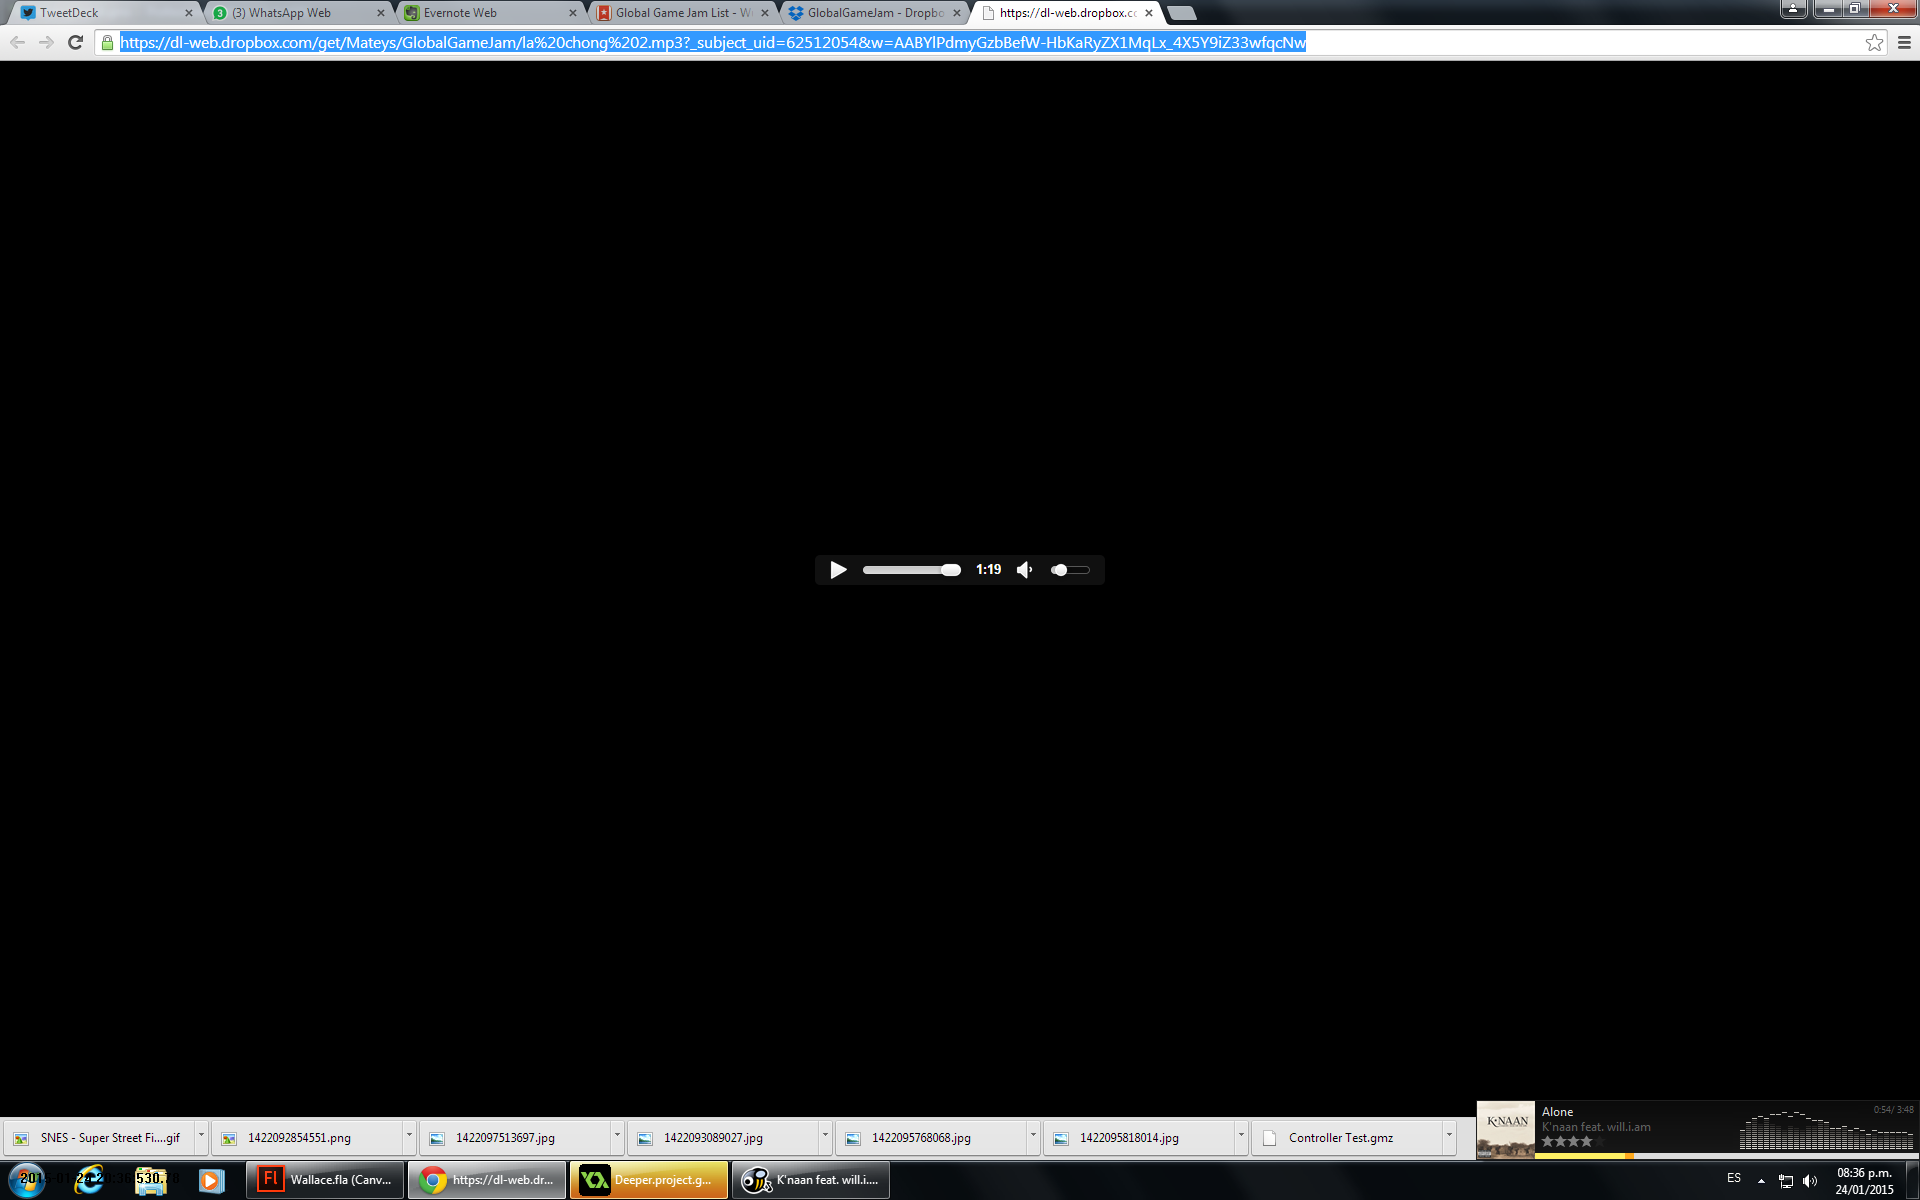 TweetDeck
(3) WhatsApp Web
Evernote Web
Global Game Jam List - W
GlobalGameJam - Dropbo
https://dl-web.dropbox.co
https://dl-web.dropbox.com/get/Mateys/GlobalGameJam/la%20chong%202.mp3?_subject_uid=62512054&w=AABYlPdmyGzbBefW-HbKaRyZX1MqLx_4X5Y9iZ33wfqcNw
1:19
SNES - Super Street Fi....gif
1422092854551.png
1422097513697.jpg
1422093089027.jpg
1422095768068.jpg
1422095818014.jpg
Controller Test.gmz
K'NAAN
Alone
0:54/ 3:48
K'naan feat. will.i.am
Wallace.fla (Canv...
https://dl-web.dr...
Deeper.project.g...
K'naan feat. will.i....
ES
08:36 p.m.
24/01/2015